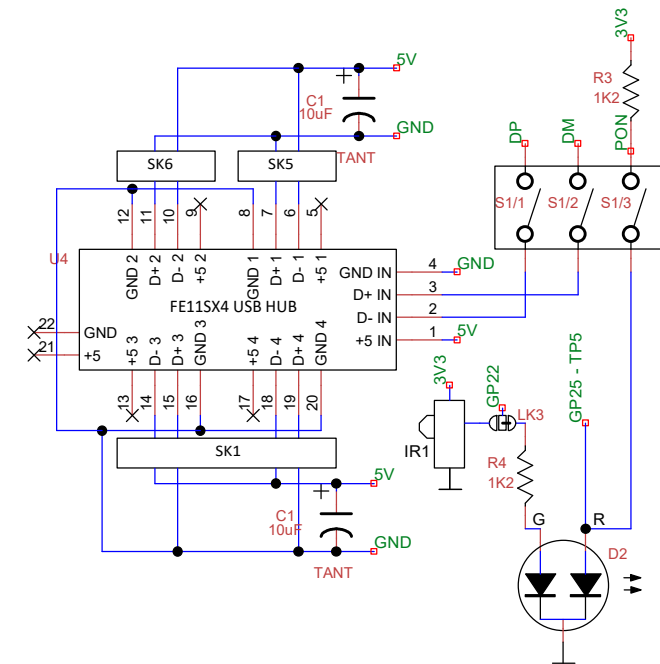 3V3
5V
R3
1K2
C1
10uF
GND
DP
DM
PON
TANT
SK6
SK5
S1/1
S1/2
S1/3
12
11
10
9
8
7
6
5
U4
GND 2
D+ 2
D- 2
+5 2
GND 1
D+ 1
D- 1
+5 1
GND IN
4
GND
D+ IN
3
FE11SX4 USB HUB
D- IN
2
22
GND
+5 IN
1
5V
21
+5
+5 3
D- 3
D+ 3
GND 3
+5 4
D- 4
D+ 4
GND 4
13
14
15
16
17
18
19
20
3V3
GP22
GP25 - TP5
LK3
IR1
SK1
R4
1K2
5V
C1
10uF
GND
TANT
G
R
D2